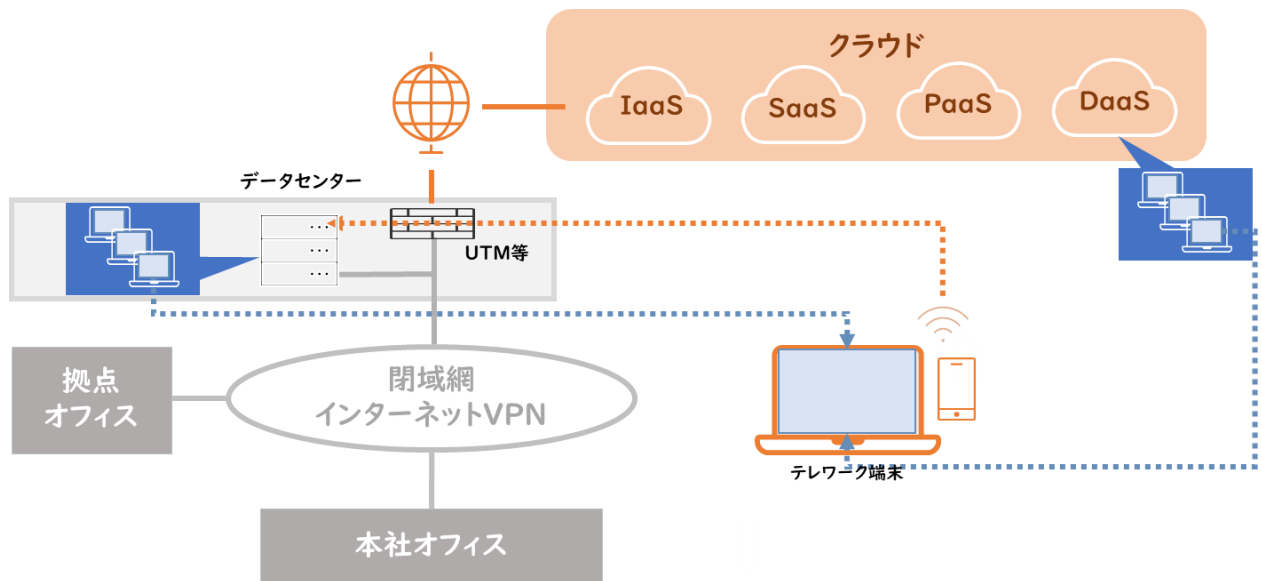 クラウド
IaaS
SaaS
PaaS
DaaS
データセンター
UTM等
拠点
オフィス
閉域網
インターネットVPN
テレワーク端末
本社オフィス